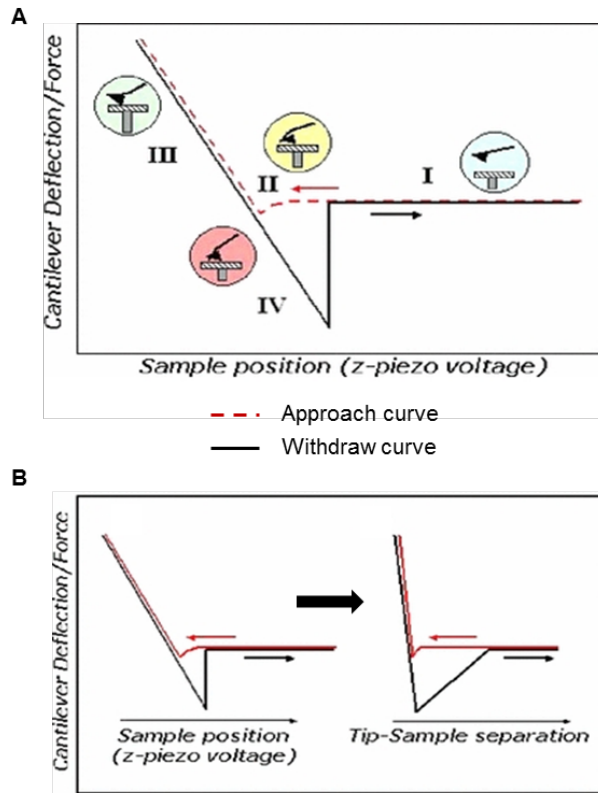 A
Cantilever Deflection/Force
III
II
I
IV
Sample position (z-piezo voltage)
Approach curve
Withdraw curve
B
Cantilever Deflection/Force
Sample position
(z-piezo voltage)
Tip-Sample separation